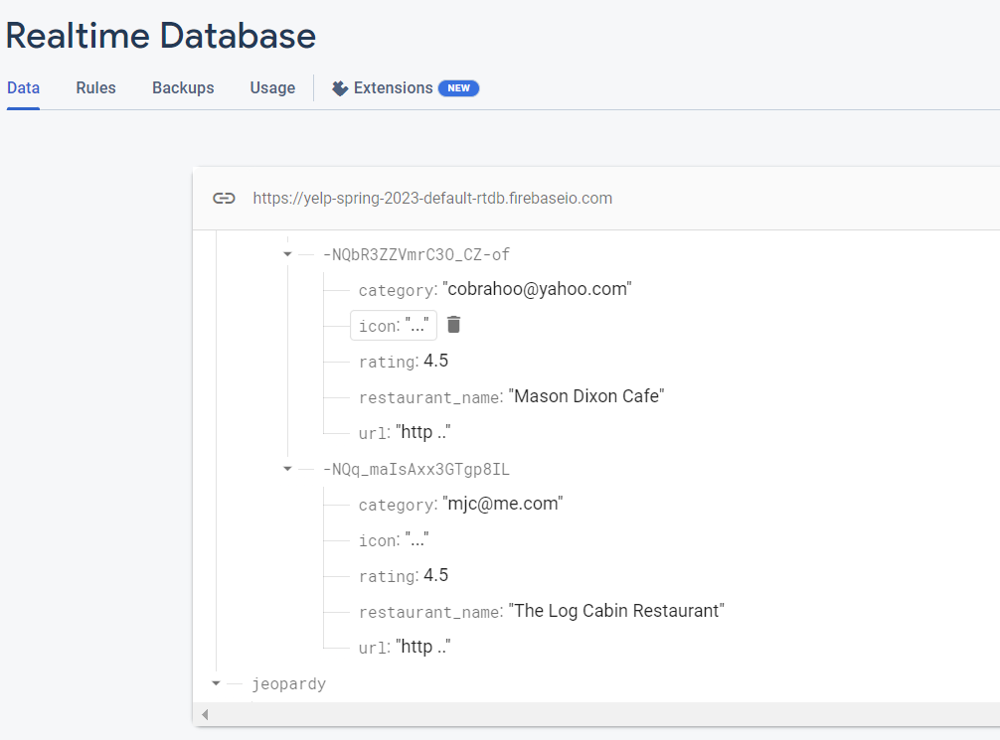 Realtime Database
Data Rules Backups Usage Extensions NEW
https://yelp-spring-2023-default-rtdb.firebaseio.com
-NQbR3ZZVmrC3O_CZ-of
category: "cobrahoo@yahoo.com"
icon: "..."
rating: 4.5
restaurant_name: "Mason Dixon Cafe"
url: "http .."
-NQq_maIsAxx3GTgp8IL
category: "mjc@me.com"
icon: "..."
rating: 4.5
restaurant_name: "The Log Cabin Restaurant"
url: "http .."
jeopardy